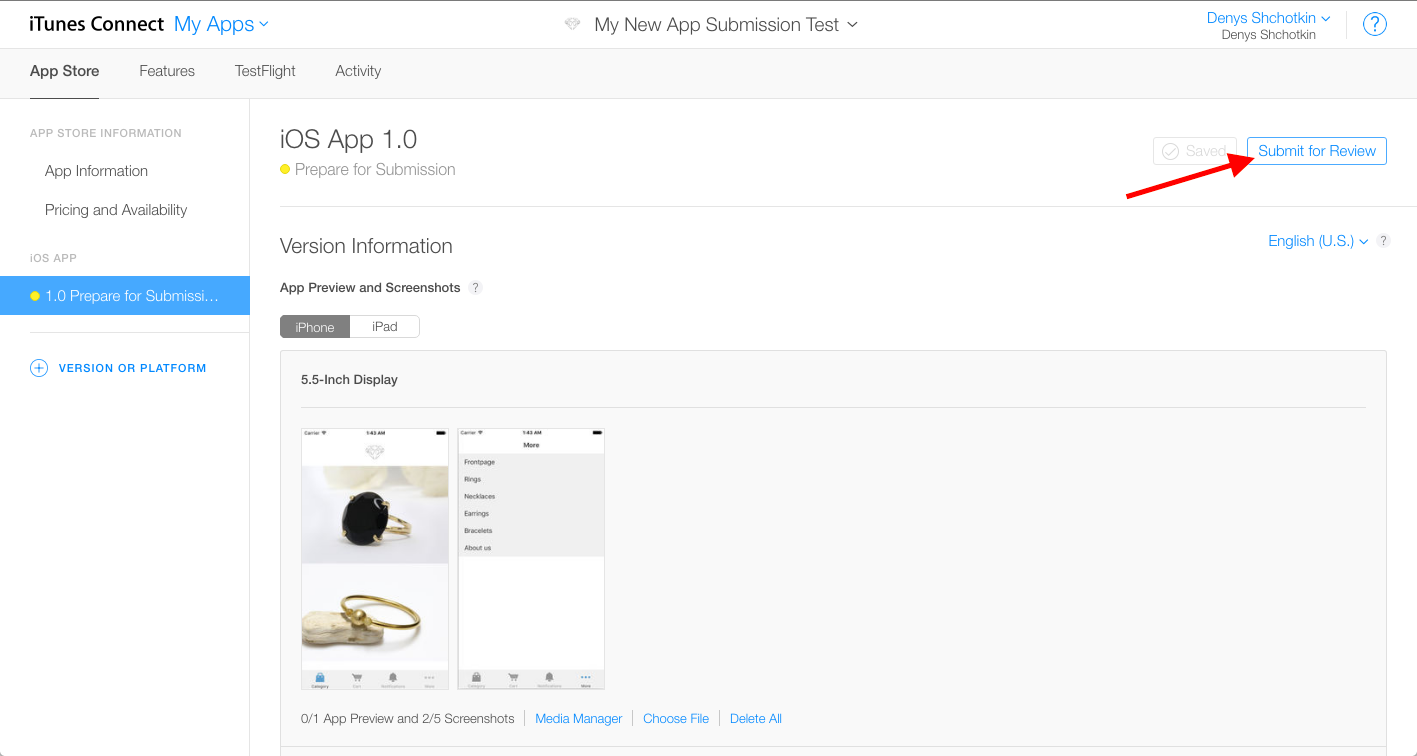 iTunes Connect My Apps
My New App Submission Test
Denys Shchotkin
Denys Shchotkin
?
App Store Features TestFlight Activity
APP STORE INFORMATION
App Information
Pricing and Availability
iOS APP
1.0 Prepare for Submissi...
VERSION OR PLATFORM
iOS App 1.0
Prepare for Submission
Saved Submit for Review
Version Information
English (U.S.) ?
App Preview and Screenshots ?
iPhone iPad
5.5-Inch Display
Carrier 1:43 AM
Category Cart Notifications More
Carrier 1:43 AM
More
Frontpage
Rings
Necklaces
Earrings
Bracelets
About us
Category Cart Notifications More
0/1 App Preview and 2/5 Screenshots Media Manager Choose File Delete All